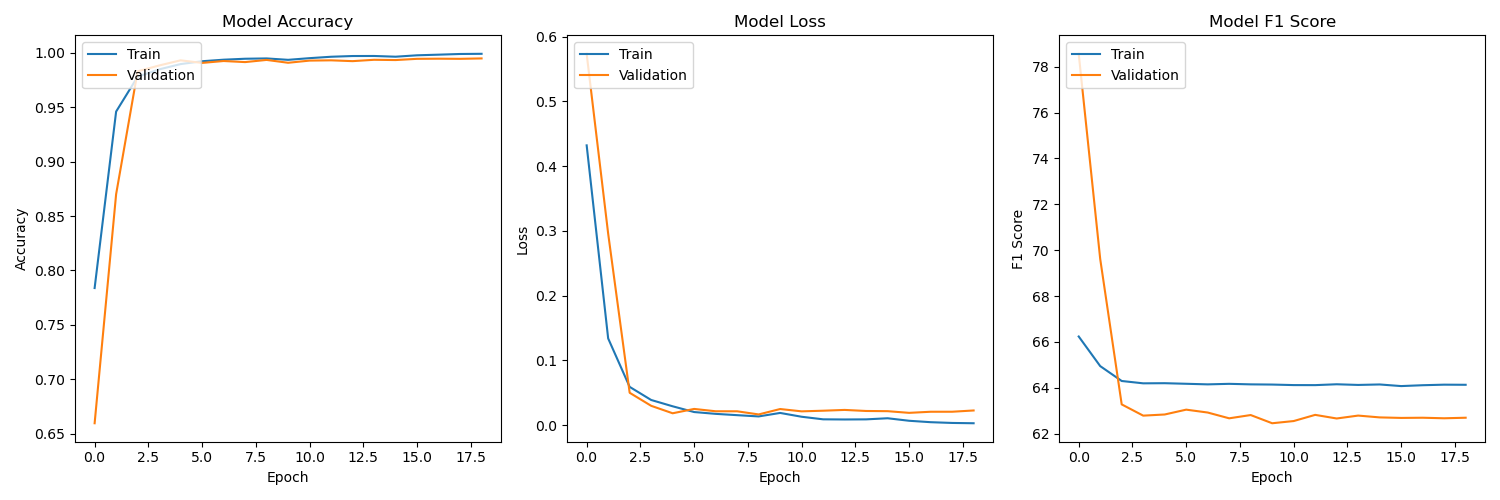 Model Accuracy
Train
Validation
1.00
0.95
0.90
0.85
0.80
0.75
0.70
0.65
Accuracy
0.0 2.5 5.0 7.5 10.0 12.5 15.0 17.5
Epoch
Model Loss
Train
Validation
0.6
0.5
0.4
0.3
0.2
0.1
0.0
Loss
0.0 2.5 5.0 7.5 10.0 12.5 15.0 17.5
Epoch
Model F1 Score
Train
Validation
78
76
74
72
70
68
66
64
62
F1 Score
0.0 2.5 5.0 7.5 10.0 12.5 15.0 17.5
Epoch